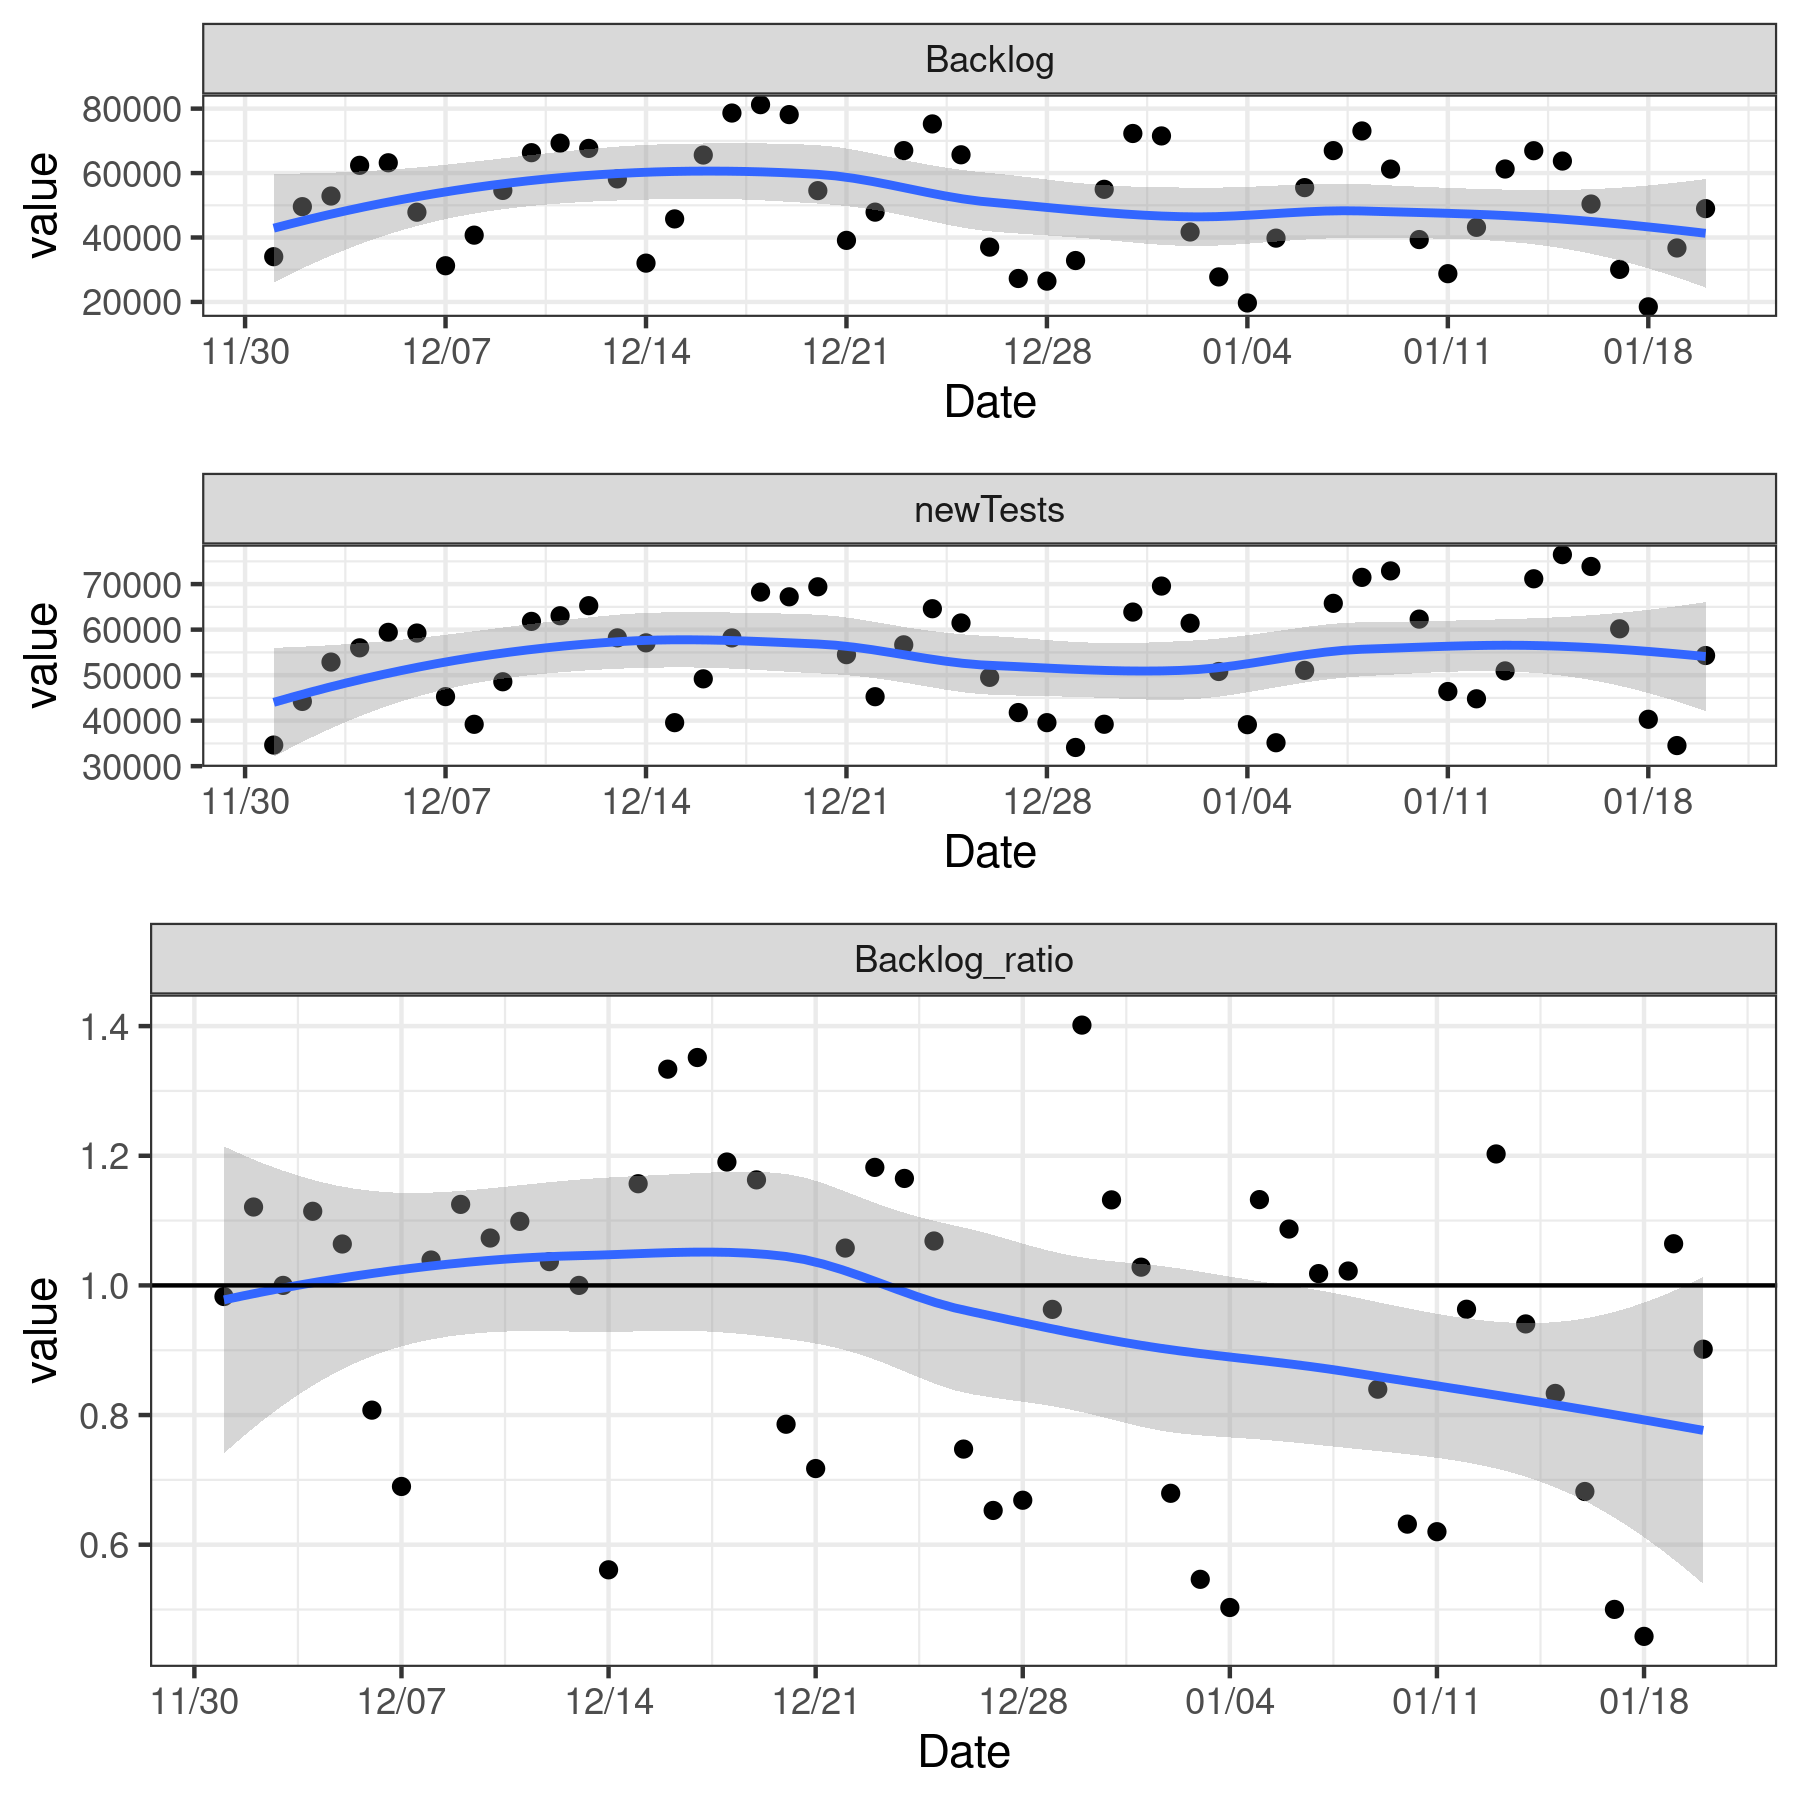 Backlog
80000
60000
40000
20000
value
11/30 12/07 12/14 12/21 12/28 01/04 01/11 01/18
Date
newTests
70000
60000
50000
40000
30000
value
11/30 12/07 12/14 12/21 12/28 01/04 01/11 01/18
Date
Backlog_ratio
1.4
1.2
1.0
0.8
0.6
value
11/30 12/07 12/14 12/21 12/28 01/04 01/11 01/18
Date